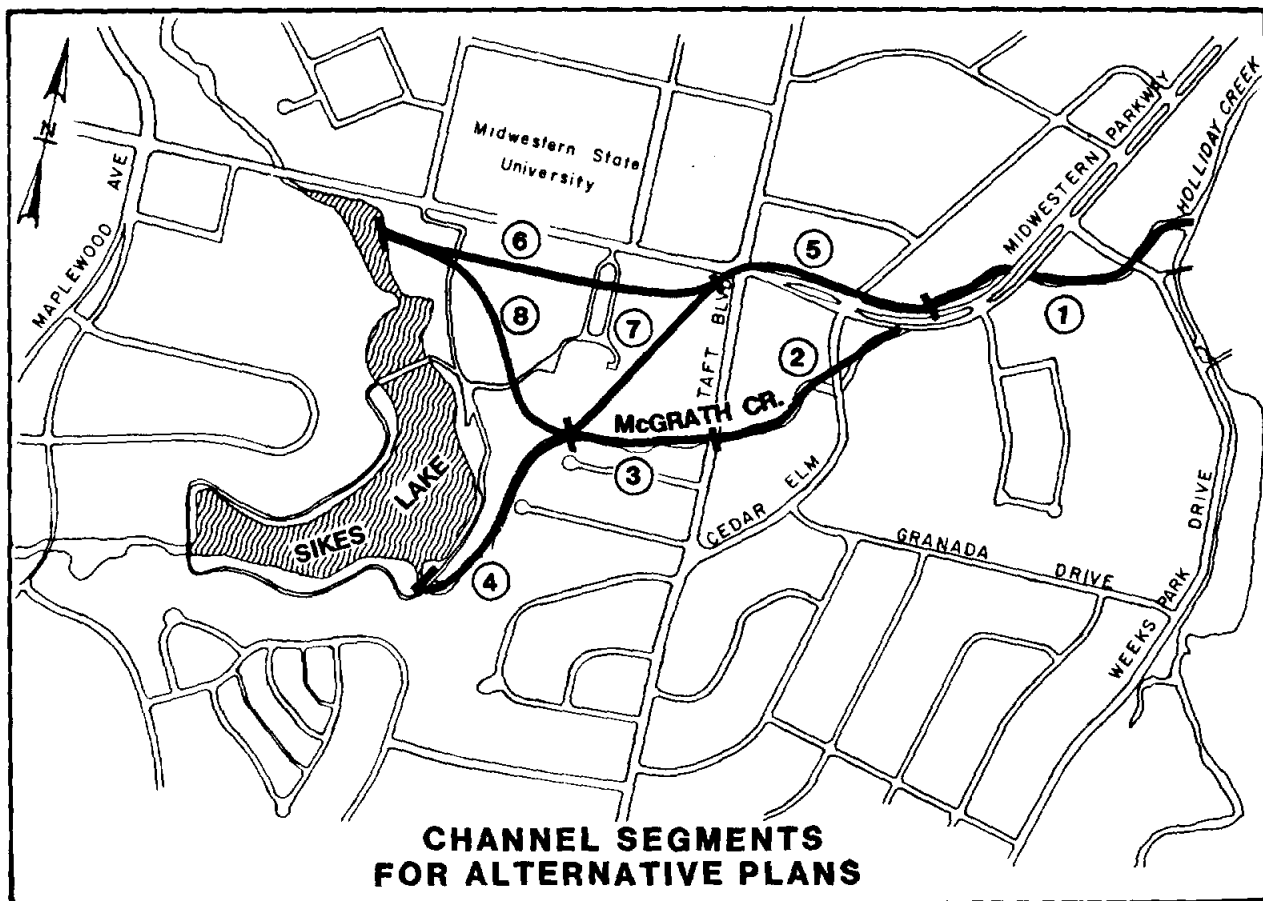 N
MAPLEWOOD AVE
Midwestern State
University
MIDWESTERN PARKWAY
HOLLIDAY CREEK
6
5
8
7
1
2
TAFT BLVD
McGRATH CR.
3
CEDAR ELM
SIKES LAKE
4
GRANADA DRIVE
WEEKS PARK DRIVE
CHANNEL SEGMENTS
FOR ALTERNATIVE PLANS